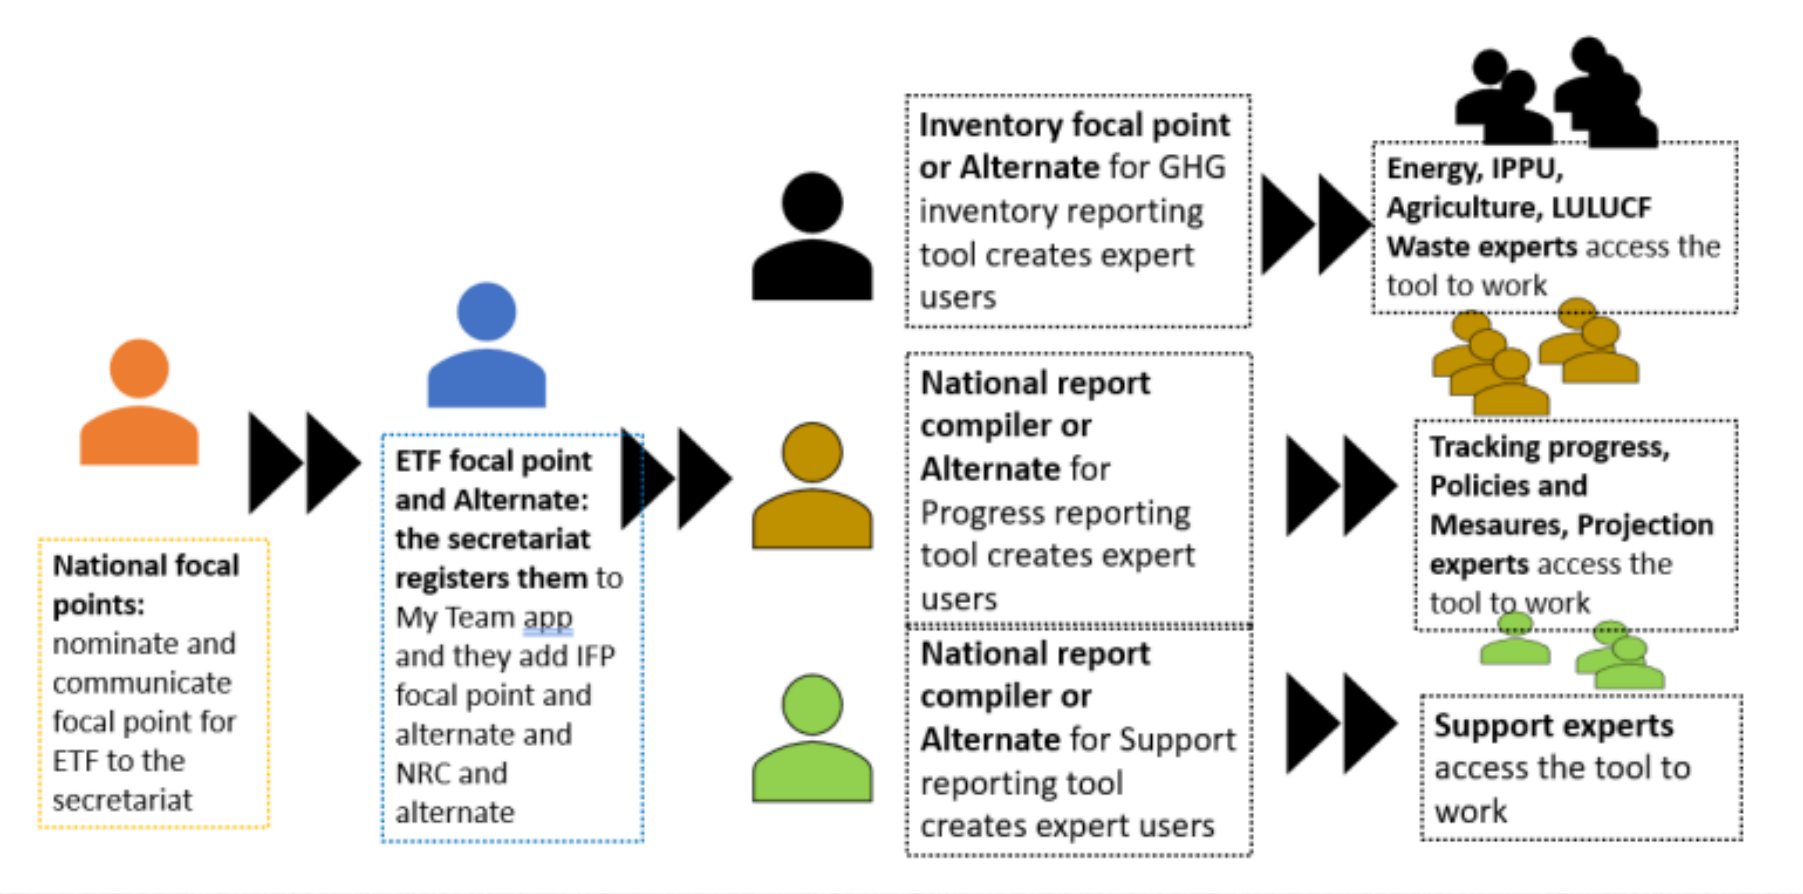 National focal
points:
nominate and
communicate
focal point for
ETF to the
secretariat
ETF focal point
and Alternate:
the secretariat
registers them to
My Team app
and they add IFP
focal point and
alternate and
NRC and
alternate
Inventory focal point
or Alternate for GHG
inventory reporting
tool creates expert
users
Energy, IPPU,
Agriculture, LULUCF
Waste experts access the
tool to work
National report
compiler or
Alternate for
Progress reporting
tool creates expert
users
Tracking progress,
Policies and
Mesaures, Projection
experts access the
tool to work
National report
compiler or
Alternate for Support
reporting tool
creates expert users
Support experts
access the tool to
work